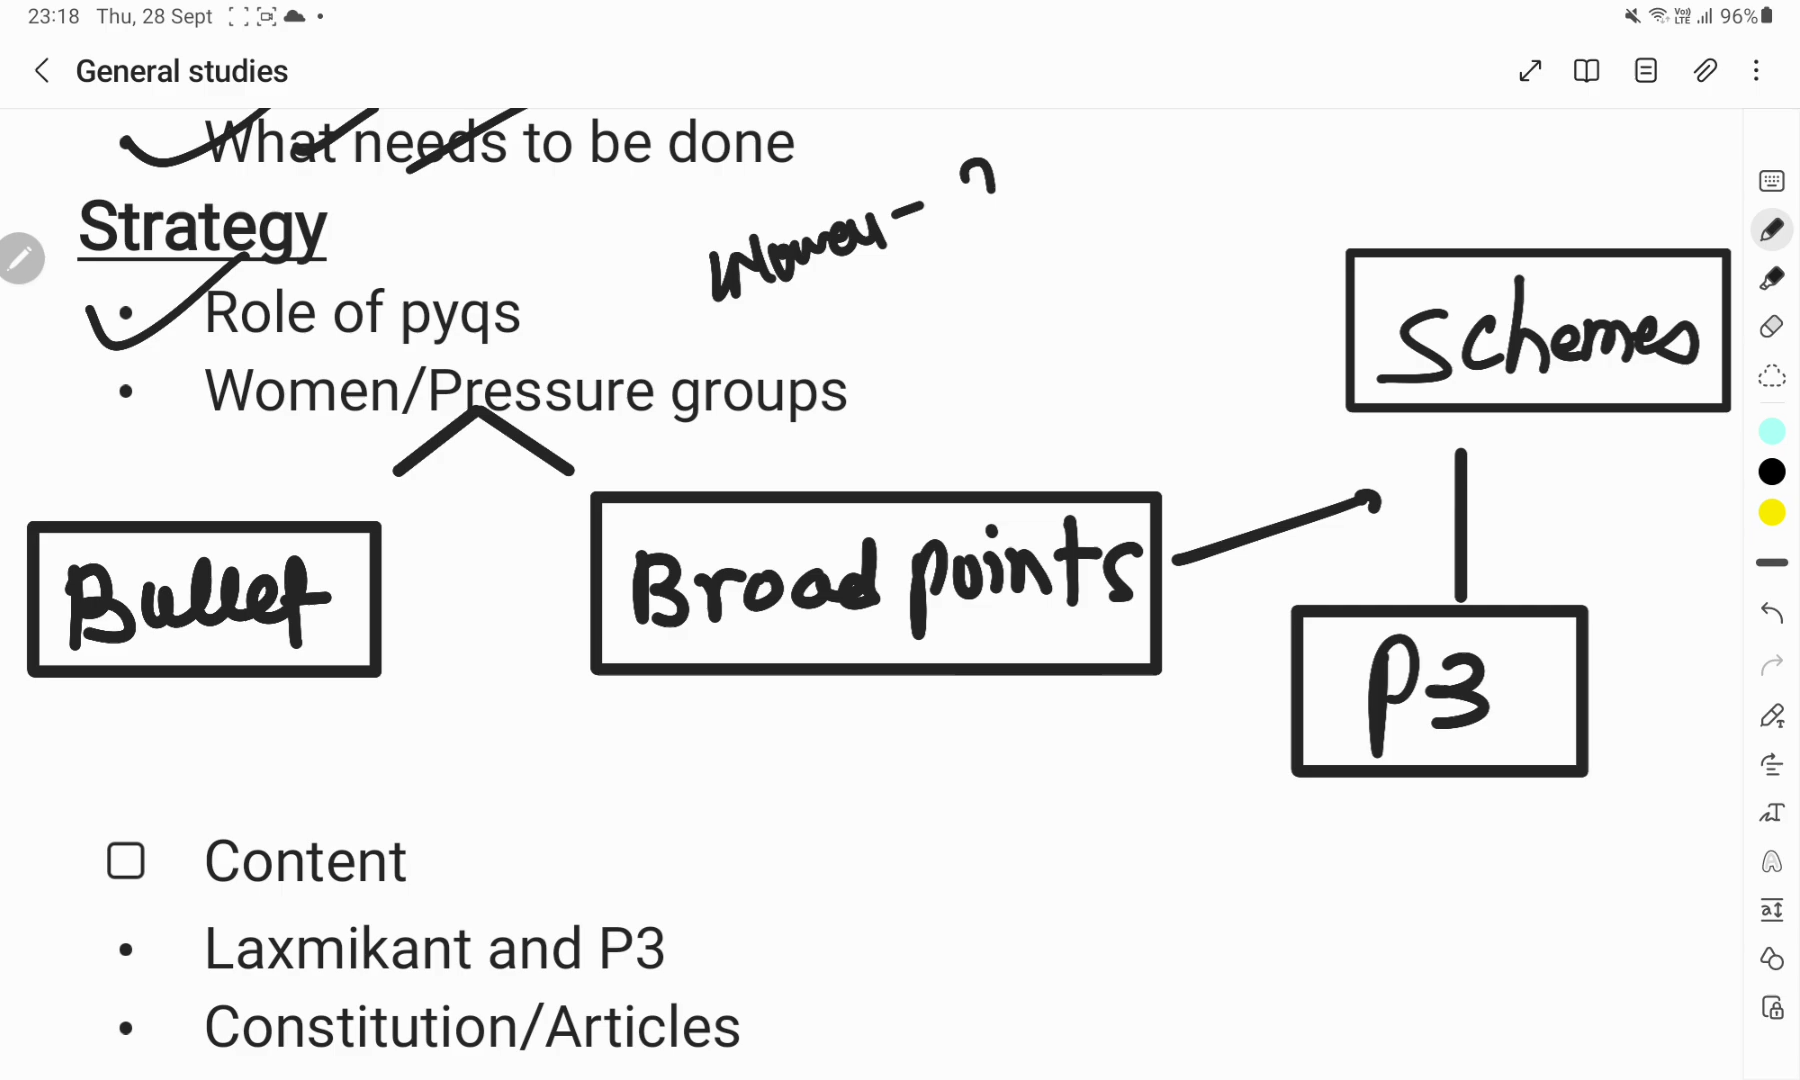 23:18 Thu, 28 Sept 96%
General studies
• What needs to be done
Strategy
Women - ?
• Role of pyqs
Schemes
• Women/Pressure groups
Bullet
Broad points
P3
Content
• Laxmikant and P3
• Constitution/Articles